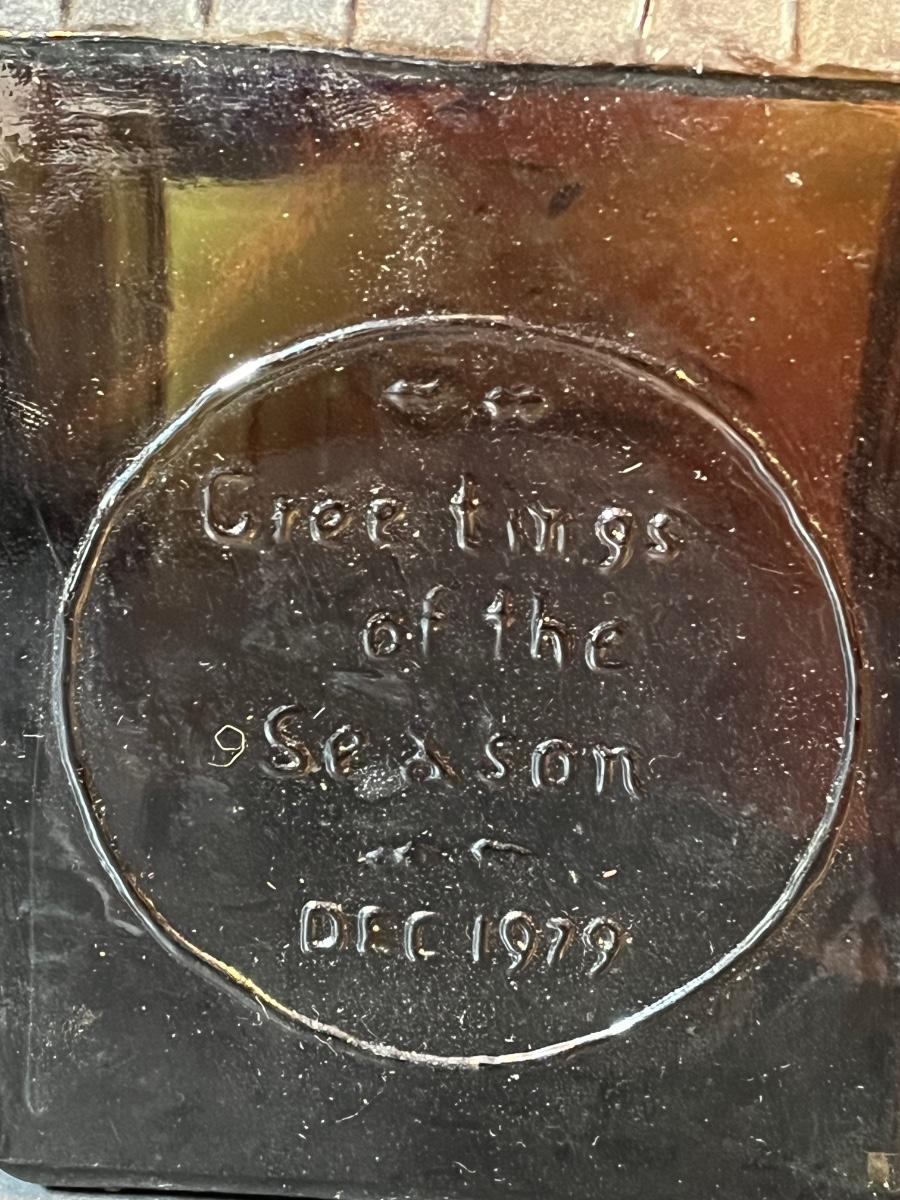 Greetings
of the
Season
DEC 1979